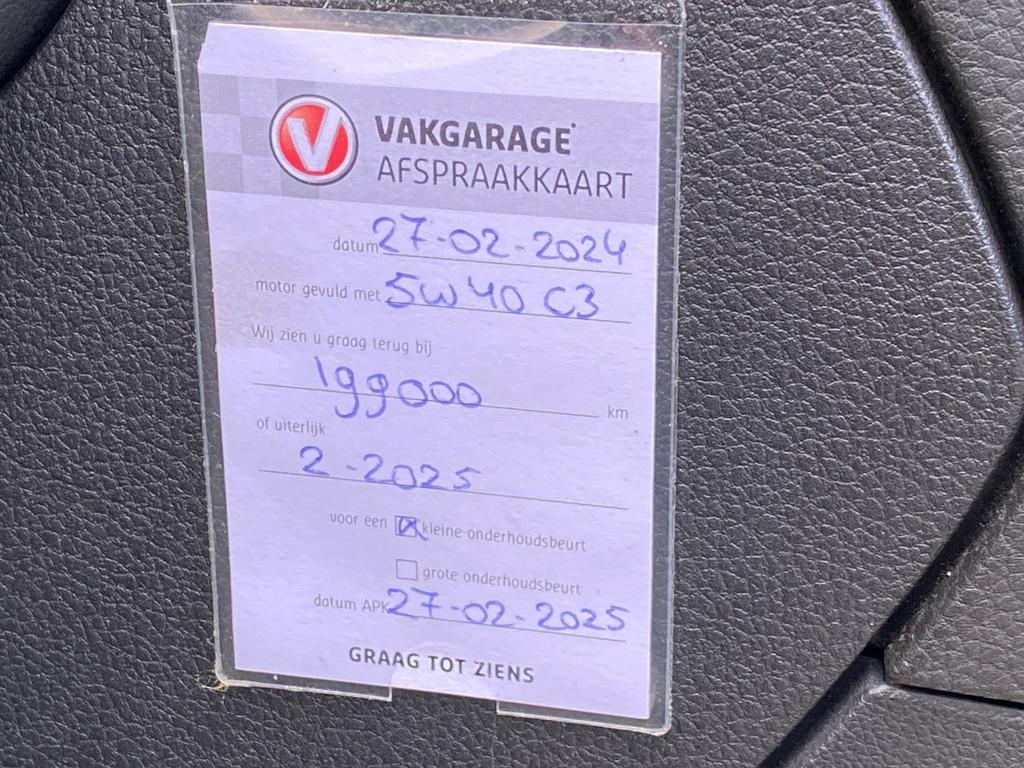 V VAKGARAGE
AFSPRAAKKAART
datum 27-02-2024
motor gevuld met 5W40 C3
Wij zien u graag terug bij
199000 km
of uiterlijk
2-2025
voor een kleine onderhoudsbeurt
grote onderhoudsbeurt
datum APK 27-02-2025
GRAAG TOT ZIENS